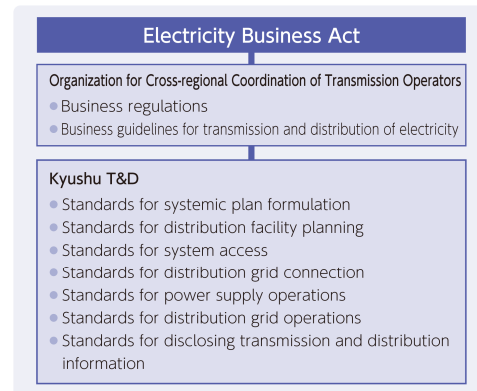 Electricity Business Act
Organization for Cross-regional Coordination of Transmission Operators
● Business regulations
● Business guidelines for transmission and distribution of electricity
Kyushu T&D
● Standards for systemic plan formulation
● Standards for distribution facility planning
● Standards for system access
● Standards for distribution grid connection
● Standards for power supply operations
● Standards for distribution grid operations
● Standards for disclosing transmission and distribution
information